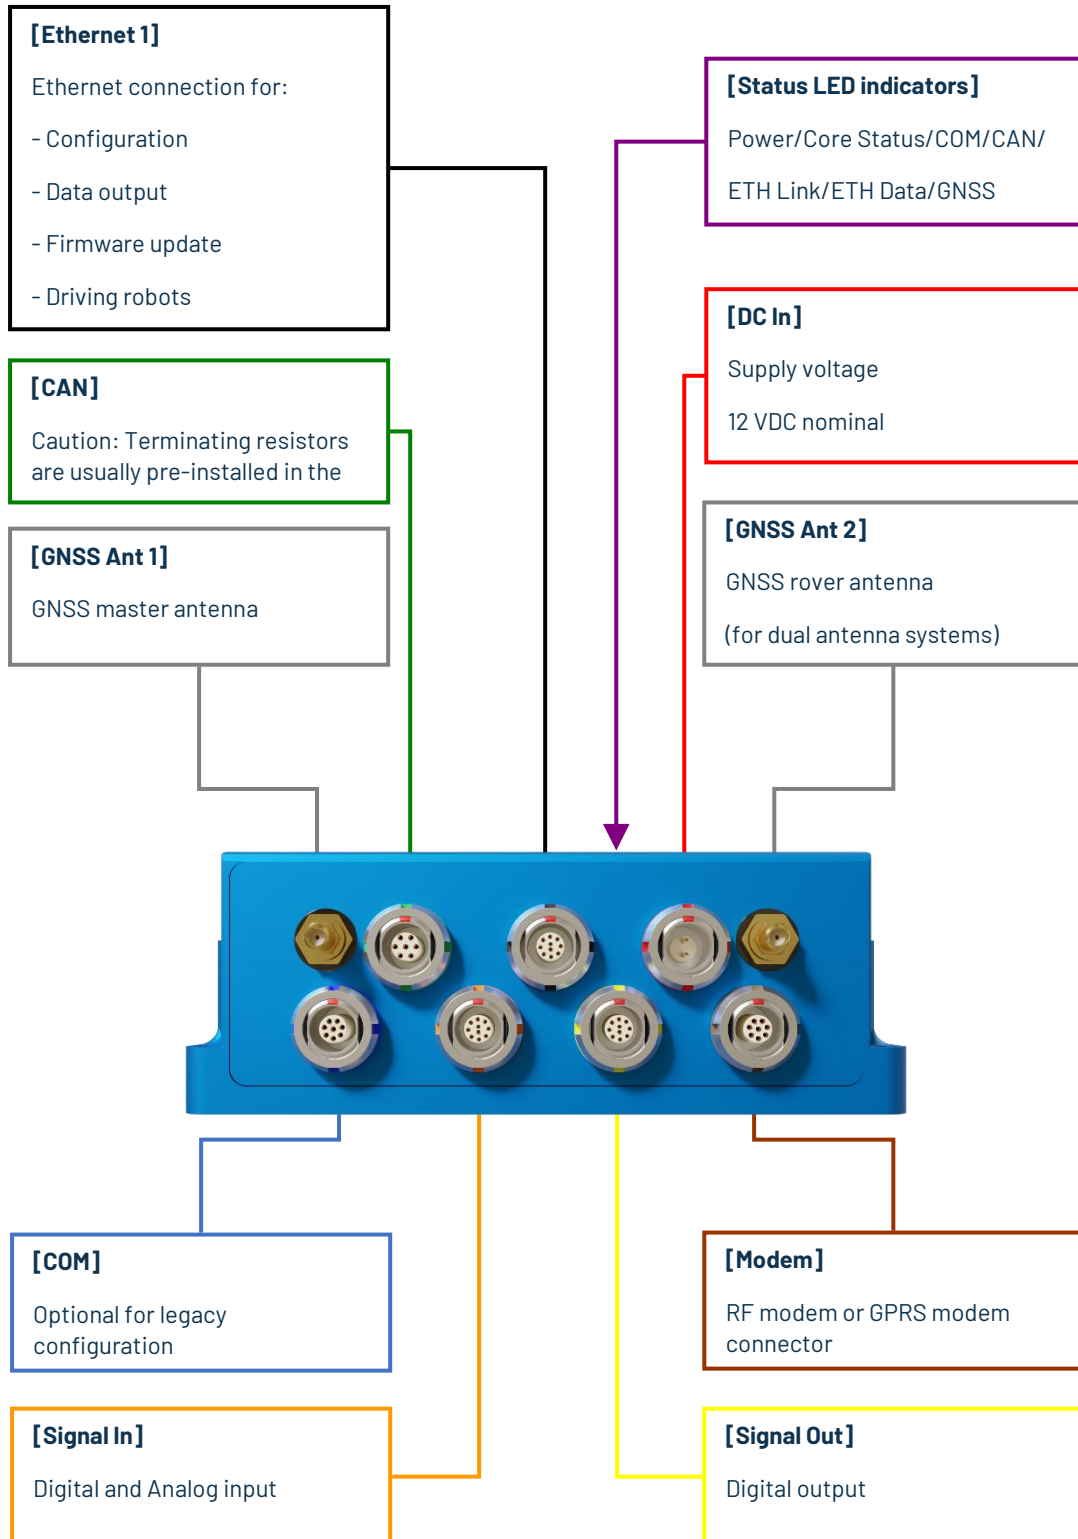 [Ethernet 1]
Ethernet connection for:
- Configuration
- Data output
- Firmware update
- Driving robots
[Status LED indicators]
Power/Core Status/COM/CAN/
ETH Link/ETH Data/GNSS
[DC In]
Supply voltage
12 VDC nominal
[CAN]
Caution: Terminating resistors
are usually pre-installed in the
[GNSS Ant 1]
GNSS master antenna
[GNSS Ant 2]
GNSS rover antenna
(for dual antenna systems)
[COM]
Optional for legacy
configuration
[Modem]
RF modem or GPRS modem
connector
[Signal In]
Digital and Analog input
[Signal Out]
Digital output